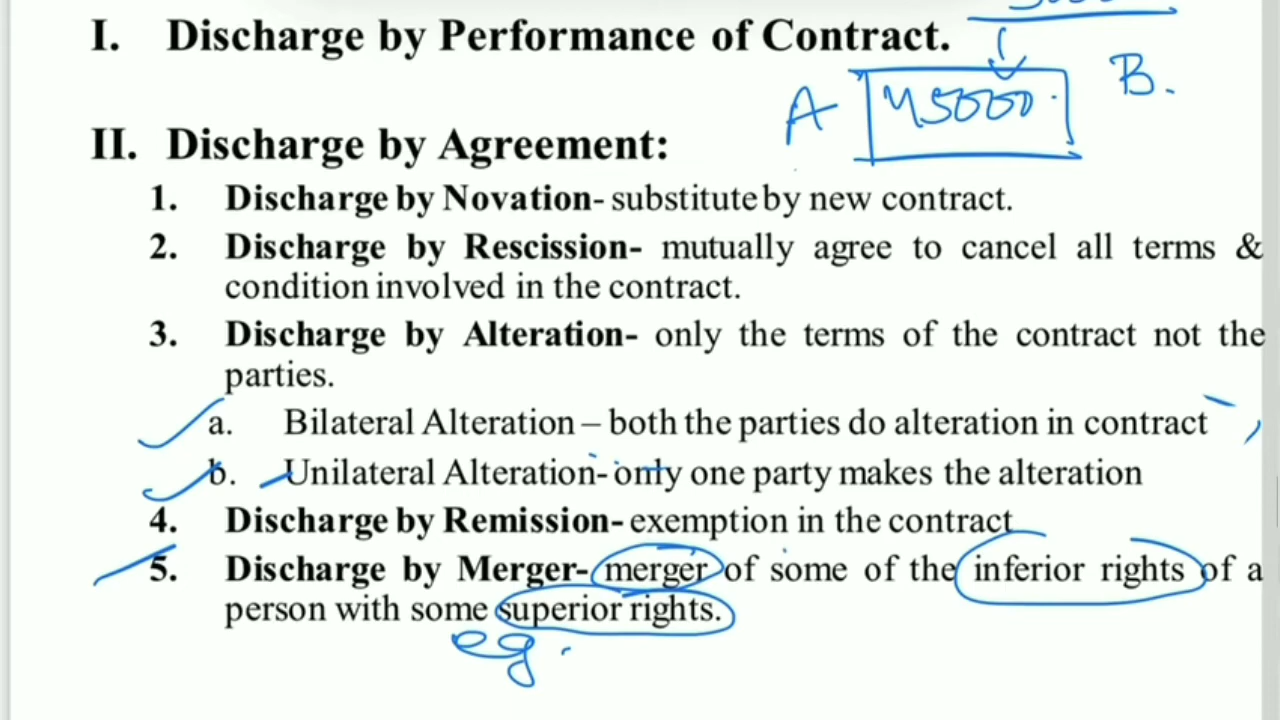 I. Discharge by Performance of Contract.
A 45000. B.
II. Discharge by Agreement:
1. Discharge by Novation- substitute by new contract.
2. Discharge by Rescission- mutually agree to cancel all terms &
condition involved in the contract.
3. Discharge by Alteration- only the terms of the contract not the
parties.
a. Bilateral Alteration – both the parties do alteration in contract
b. Unilateral Alteration- only one party makes the alteration
4. Discharge by Remission- exemption in the contract
5. Discharge by Merger- merger of some of the inferior rights of a
person with some superior rights.
eg.